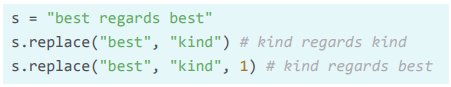 s = "best regards best"
s.replace("best", "kind") # kind regards kind
s.replace("best", "kind", 1) # kind regards best